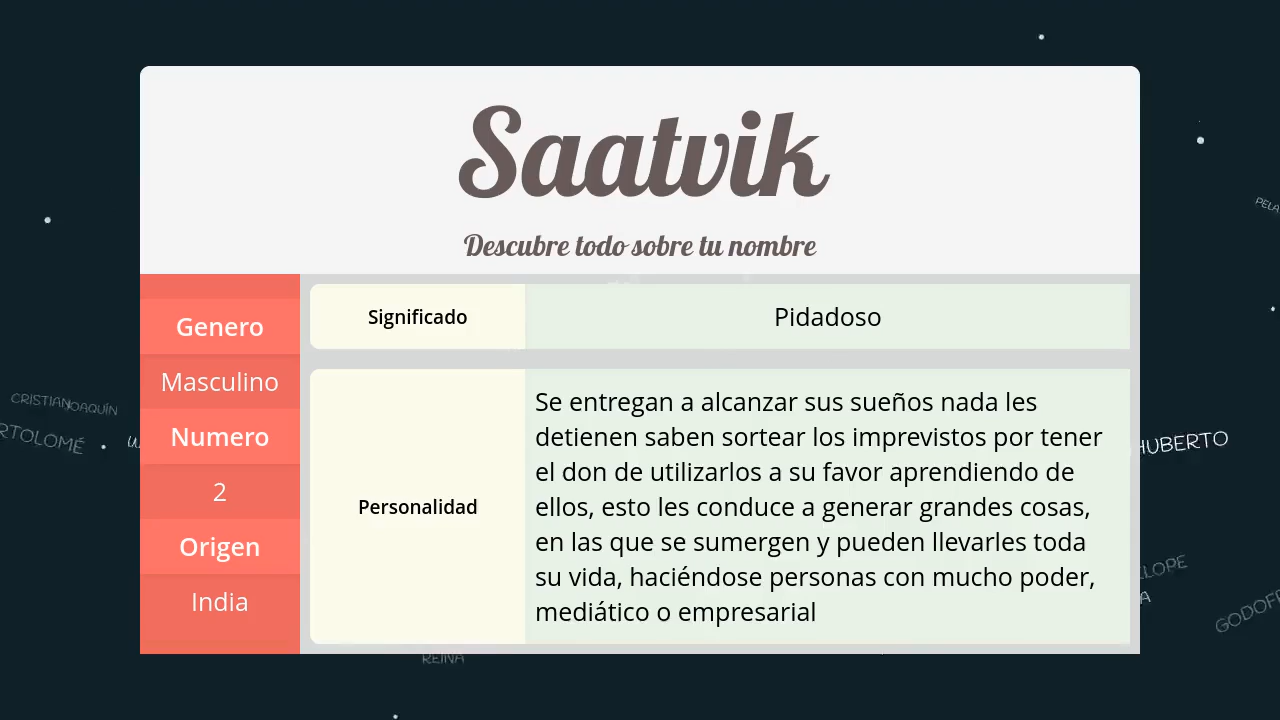 Saatvik
Descubre todo sobre tu nombre
Genero
Masculino
Numero
2
Origen
India
Significado
Pidadoso
Personalidad
Se entregan a alcanzar sus sueños nada les
detienen saben sortear los imprevistos por tener
el don de utilizarlos a su favor aprendiendo de
ellos, esto les conduce a generar grandes cosas,
en las que se sumergen y pueden llevarles toda
su vida, haciéndose personas con mucho poder,
mediático o empresarial
CRISTIAN
JOAQUÍN
RTOLOMÉ
HUBERTO
PELA
LOPE
GODOFR
REINA